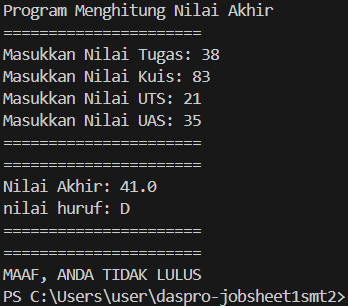 Program Menghitung Nilai Akhir
======================
Masukkan Nilai Tugas: 38
Masukkan Nilai Kuis: 83
Masukkan Nilai UTS: 21
Masukkan Nilai UAS: 35
======================
======================
Nilai Akhir: 41.0
nilai huruf: D
======================
======================
MAAF, ANDA TIDAK LULUS
PS C:\Users\user\daspro-jobsheet1smt2>